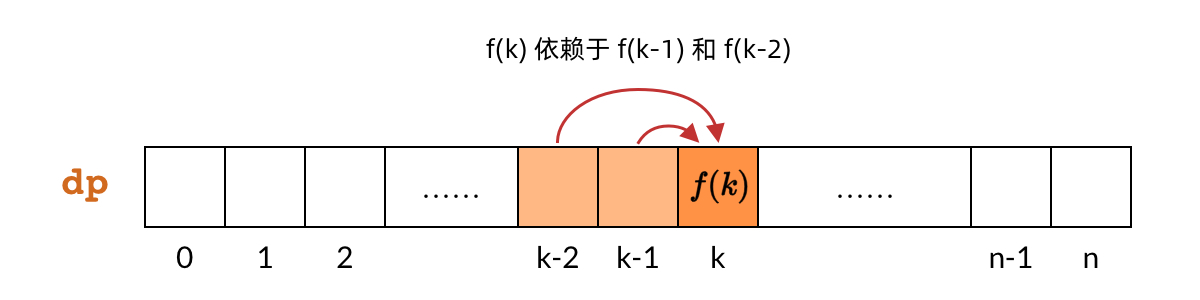 f(k) 依赖于 f(k-1) 和 f(k-2)
dp ...... f(k) ......
0 1 2 k-2 k-1 k n-1 n